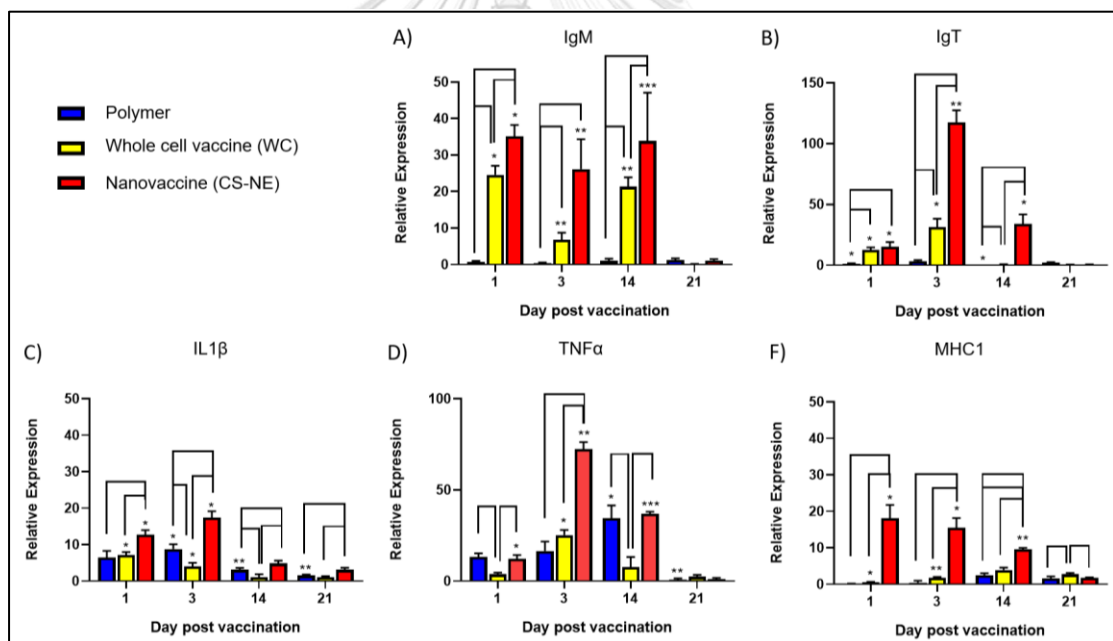 Polymer
Whole cell vaccine (WC)
Nanovaccine (CS-NE)
A)
IgM
Relative Expression
50
40
30
20
10
0
* * ** ** ** ***
1 3 14 21
Day post vaccination
B)
IgT
Relative Expression
150
100
50
0
* * * * ** * *
1 3 14 21
Day post vaccination
C)
IL1β
Relative Expression
50
40
30
20
10
0
* * * * * ** **
1 3 14 21
Day post vaccination
D)
TNFα
Relative Expression
100
50
0
* * ** * *** **
1 3 14 21
Day post vaccination
F)
MHC1
Relative Expression
50
40
30
20
10
0
* * ** * **
1 3 14 21
Day post vaccination